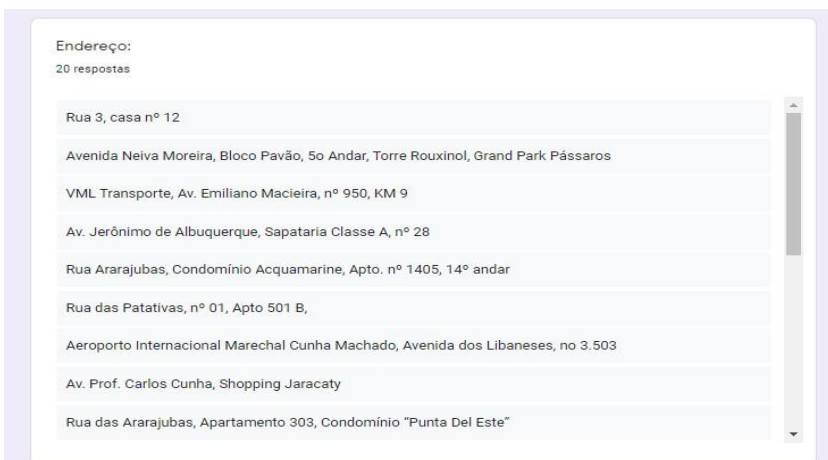 Endereço:
20 respostas
Rua 3, casa nº 12
Avenida Neiva Moreira, Bloco Pavão, 5o Andar, Torre Rouxinol, Grand Park Pássaros
VML Transporte, Av. Emiliano Macieira, nº 950, KM 9
Av. Jerônimo de Albuquerque, Sapataria Classe A, nº 28
Rua Ararajubas, Condomínio Acquamarine, Apto. nº 1405, 14º andar
Rua das Patativas, nº 01, Apto 501 B,
Aeroporto Internacional Marechal Cunha Machado, Avenida dos Libaneses, no 3.503
Av. Prof. Carlos Cunha, Shopping Jaracaty
Rua das Ararajubas, Apartamento 303, Condomínio “Punta Del Este”